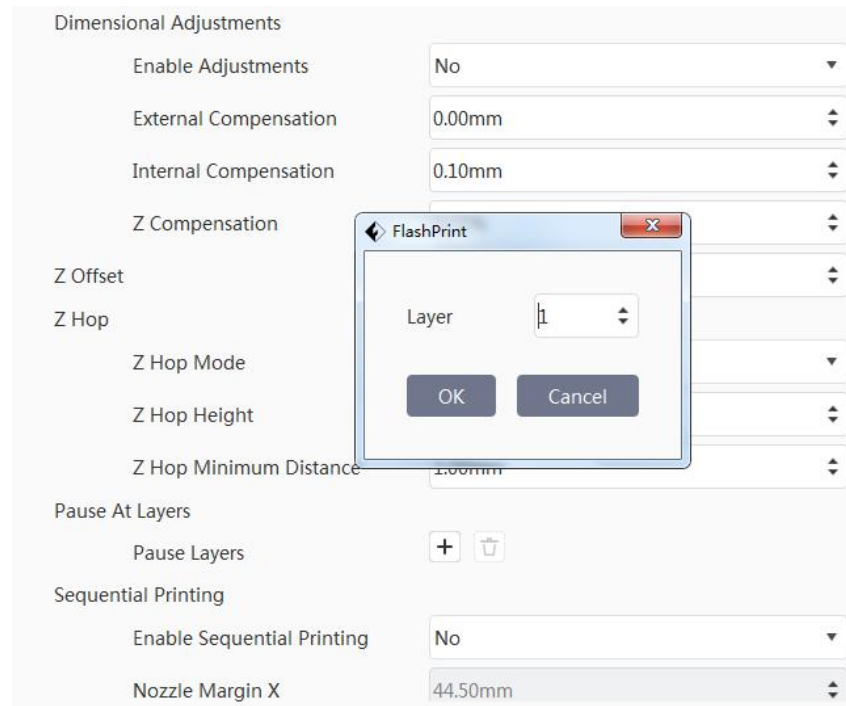 Dimensional Adjustments
Enable Adjustments No
External Compensation 0.00mm
Internal Compensation 0.10mm
Z Compensation
FlashPrint
Z Offset
Layer 1
Z Hop
Z Hop Mode
OK Cancel
Z Hop Height
Z Hop Minimum Distance 1.00mm
Pause At Layers
Pause Layers
Sequential Printing
Enable Sequential Printing No
Nozzle Margin X 44.50mm